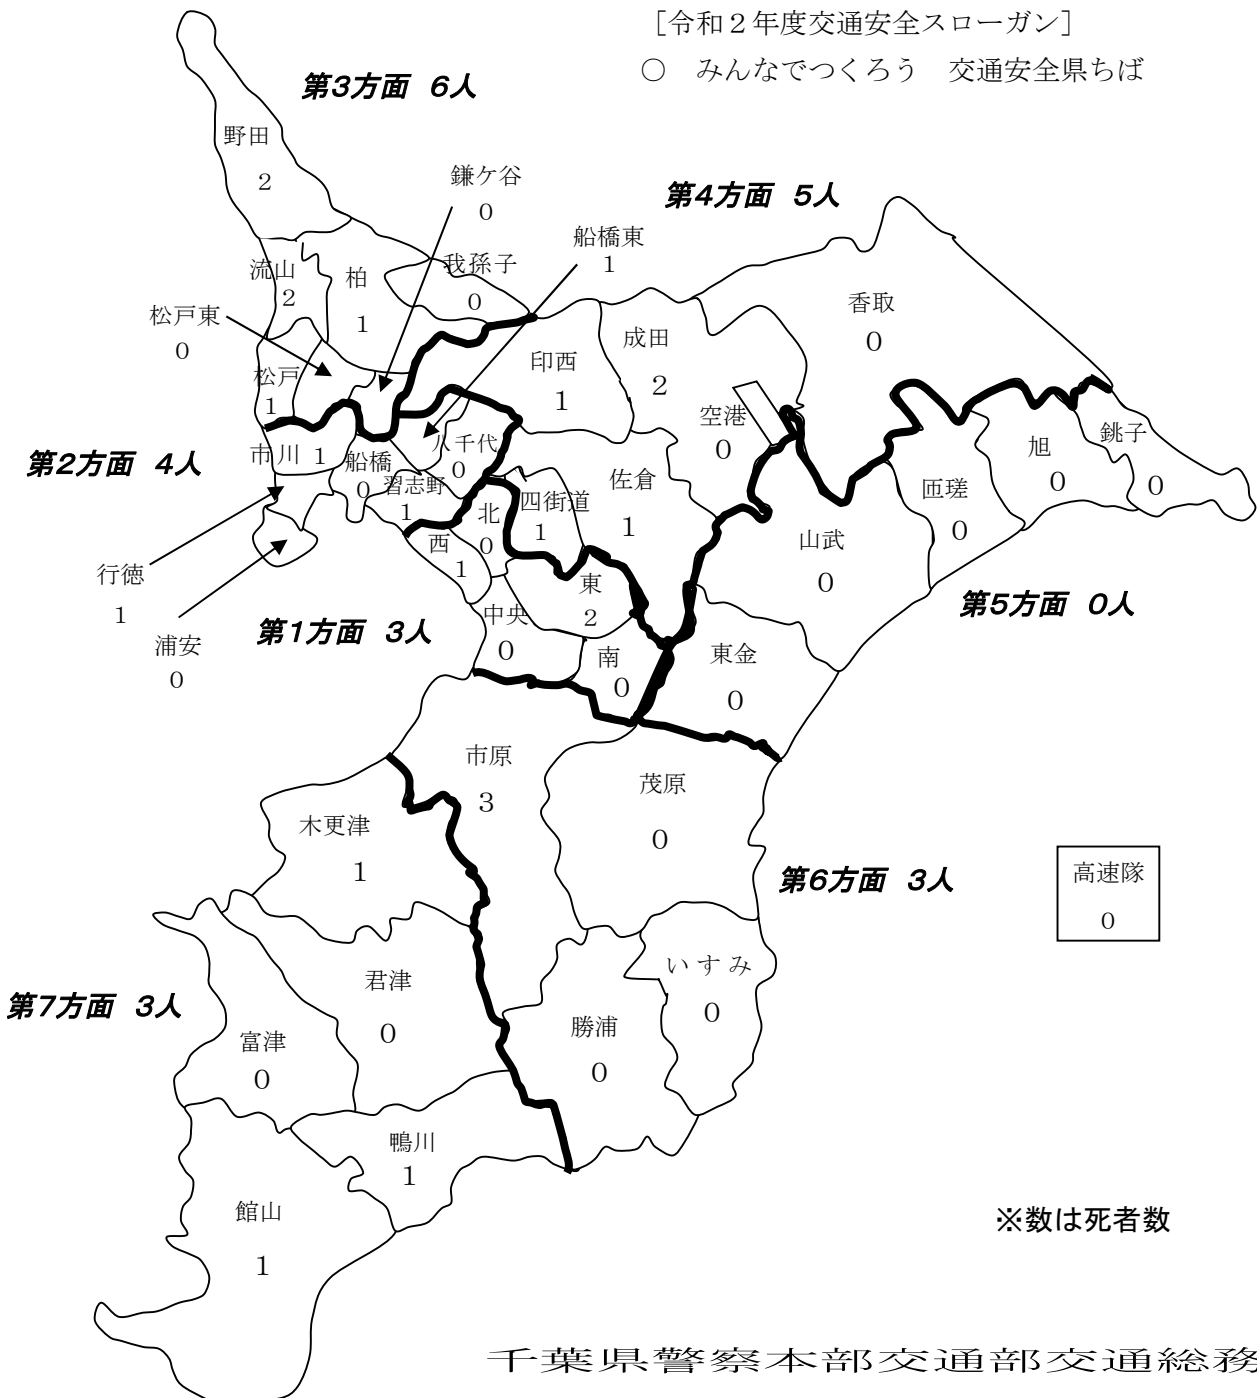 ［令和２年度交通安全スローガン］
○　みんなでつくろう　交通安全県ちば
第3方面 6人
野田
2
鎌ケ谷
0
第4方面 5人
船橋東
1
我孫子
0
流山
2
柏
1
松戸東
0
香取
0
成田
2
印西
1
松戸
1
空港
0
市川 1
船橋
0
八千代
0
第2方面 4人
習志野
1
佐倉
1
四街道
1
北
0
西
1
旭
0
銚子
0
匝瑳
0
山武
0
行徳
1
浦安
0
第1方面 3人
東
2
中央
0
南
0
東金
0
第5方面 0人
市原
3
茂原
0
木更津
1
第6方面 3人
高速隊
0
第7方面 3人
君津
0
いすみ
0
富津
0
勝浦
0
鴨川
1
館山
1
※数は死者数
千葉県警察本部交通部交通総務